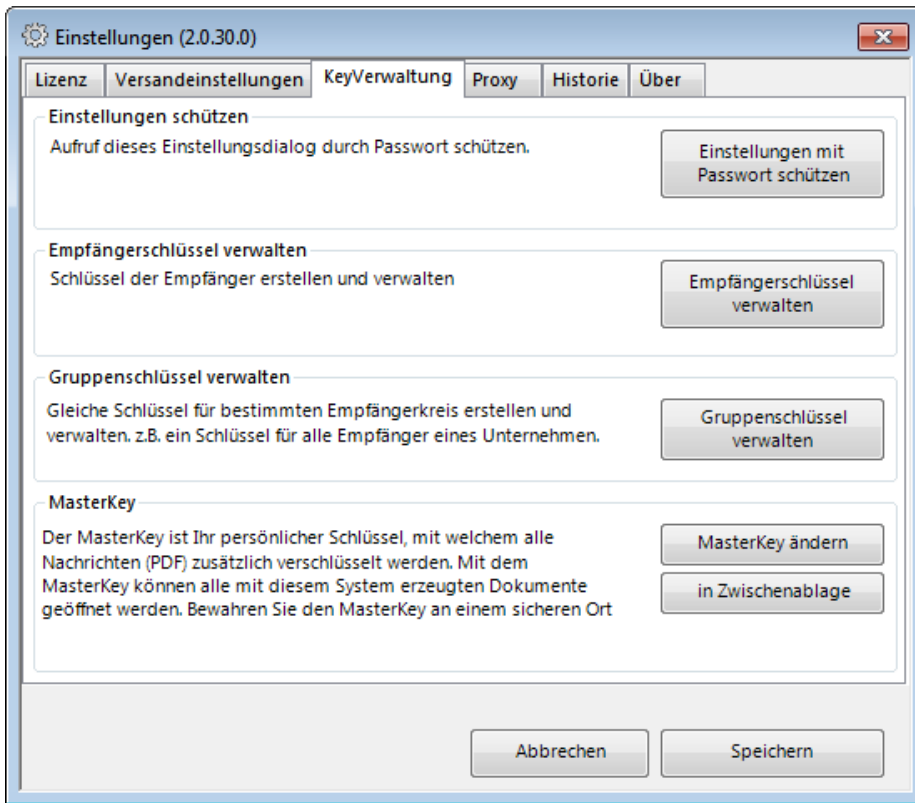 Einstellungen (2.0.30.0)
Lizenz Versandeinstellungen KeyVerwaltung Proxy Historie Über
Einstellungen schützen
Aufruf dieses Einstellungsdialog durch Passwort schützen.
Einstellungen mit
Passwort schützen
Empfängerschlüssel verwalten
Schlüssel der Empfänger erstellen und verwalten
Empfängerschlüssel
verwalten
Gruppenschlüssel verwalten
Gleiche Schlüssel für bestimmten Empfängerkreis erstellen und
verwalten. z.B. ein Schlüssel für alle Empfänger eines Unternehmen.
Gruppenschlüssel
verwalten
MasterKey
Der MasterKey ist Ihr persönlicher Schlüssel, mit welchem alle
Nachrichten (PDF) zusätzlich verschlüsselt werden. Mit dem
MasterKey können alle mit diesem System erzeugten Dokumente
geöffnet werden. Bewahren Sie den MasterKey an einem sicheren Ort
MasterKey ändern
in Zwischenablage
Abbrechen
Speichern